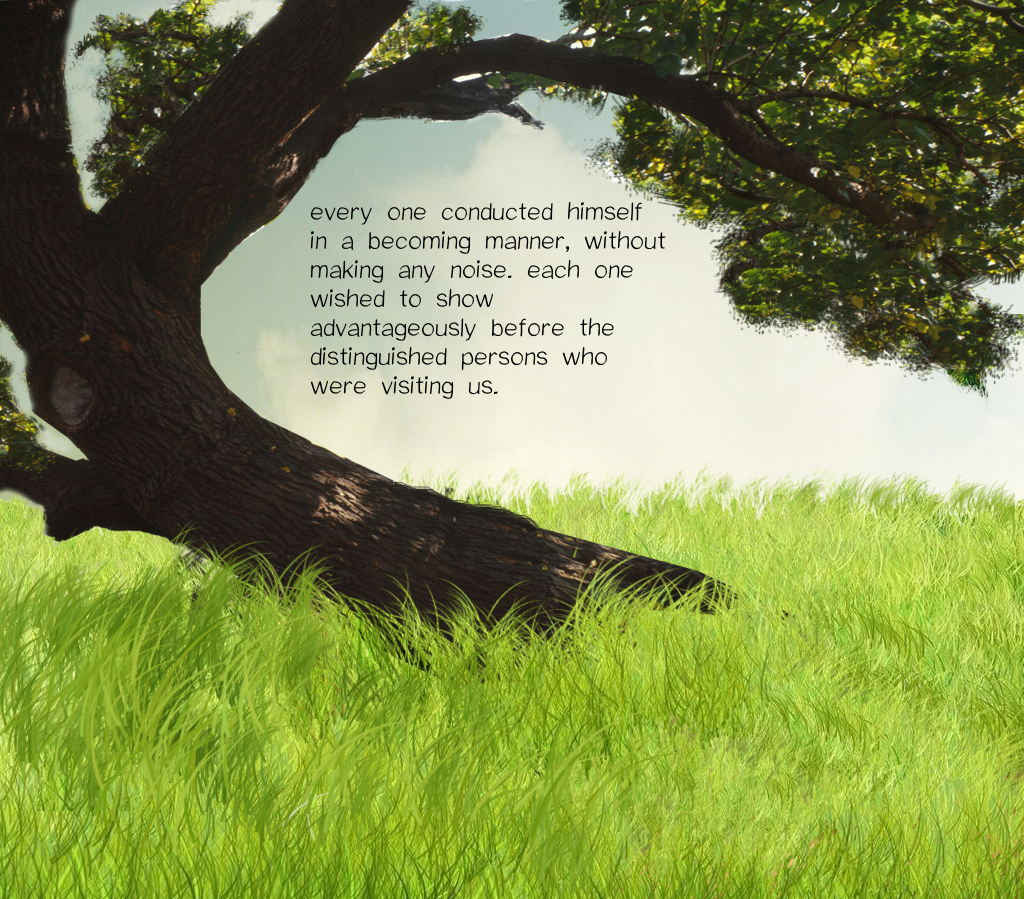 every one conducted himself
in a becoming manner, without
making any noise. each one
wished to show
advantageously before the
distinguished persons who
were visiting us.